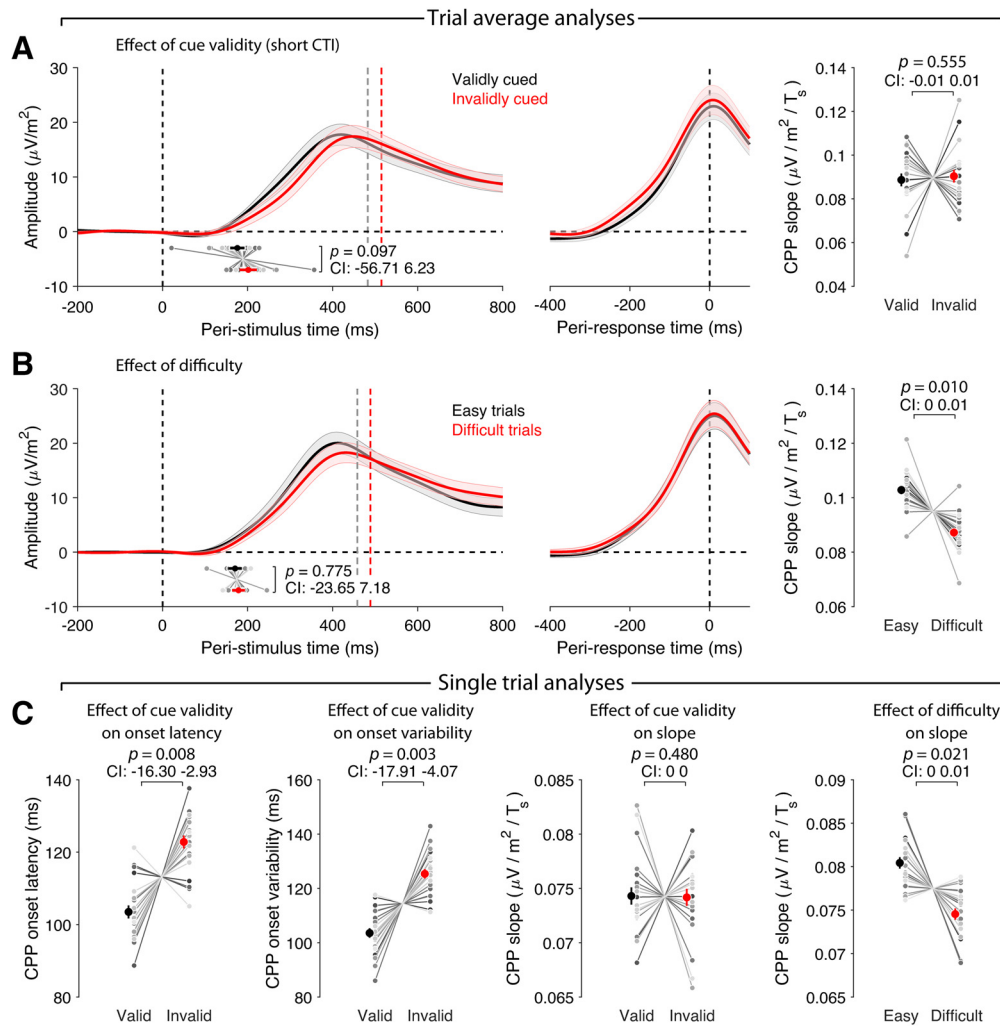 Trial average analyses
A
Effect of cue validity (short CTI)
Amplitude (μV/m²)
30
20
10
0
-10
-200
0
200
400
600
800
Peri-stimulus time (ms)
p = 0.097
CI: -56.71 6.23
Validly cued
Invalidly cued
-400
-200
0
Peri-response time (ms)
p = 0.555
CI: -0.01 0.01
CPP slope ( μV / m² / Tₛ )
0.14
0.12
0.1
0.08
0.06
0.04
Valid Invalid
B
Effect of difficulty
Amplitude (μV/m²)
30
20
10
0
-10
-200
0
200
400
600
800
Peri-stimulus time (ms)
p = 0.775
CI: -23.65 7.18
Easy trials
Difficult trials
-400
-200
0
Peri-response time (ms)
p = 0.010
CI: 0 0.01
CPP slope ( μV / m² / Tₛ )
0.14
0.12
0.1
0.08
0.06
Easy Difficult
Single trial analyses
C
Effect of cue validity
on onset latency
p = 0.008
CI: -16.30 -2.93
CPP onset latency (ms)
140
120
100
80
Valid Invalid
Effect of cue validity
on onset variability
p = 0.003
CI: -17.91 -4.07
CPP onset variability (ms)
160
140
120
100
80
Valid Invalid
Effect of cue validity
on slope
p = 0.480
CI: 0 0
CPP slope ( μV / m² / Tₛ )
0.085
0.08
0.075
0.07
0.065
Valid Invalid
Effect of difficulty
on slope
p = 0.021
CI: 0 0.01
CPP slope ( μV / m² / Tₛ )
0.09
0.085
0.08
0.075
0.07
0.065
Easy Difficult